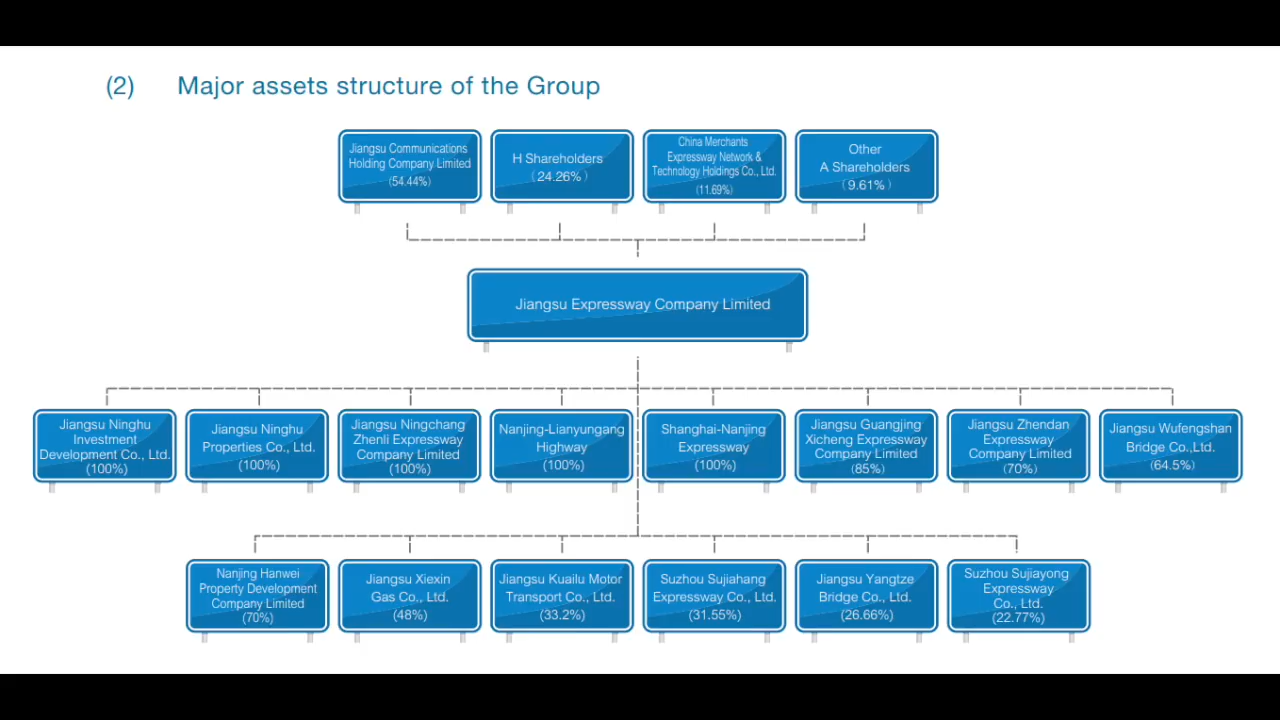 (2) Major assets structure of the Group
Jiangsu Communications
Holding Company Limited
(54.44%)
H Shareholders
(24.26%)
China Merchants
Expressway Network &
Technology Holdings Co., Ltd.
(11.69%)
Other
A Shareholders
(9.61%)
Jiangsu Expressway Company Limited
Jiangsu Ninghu
Investment
Development Co., Ltd.
(100%)
Jiangsu Ninghu
Properties Co., Ltd.
(100%)
Jiangsu Ningchang
Zhenli Expressway
Company Limited
(100%)
Nanjing-Lianyungang
Highway
(100%)
Shanghai-Nanjing
Expressway
(100%)
Jiangsu Guangjing
Xicheng Expressway
Company Limited
(85%)
Jiangsu Zhendan
Expressway
Company Limited
(70%)
Jiangsu Wufengshan
Bridge Co.,Ltd.
(64.5%)
Nanjing Hanwei
Property Development
Company Limited
(70%)
Jiangsu Xiexin
Gas Co., Ltd.
(48%)
Jiangsu Kuailu Motor
Transport Co., Ltd.
(33.2%)
Suzhou Sujiahang
Expressway Co., Ltd.
(31.55%)
Jiangsu Yangtze
Bridge Co., Ltd.
(26.66%)
Suzhou Sujiayong
Expressway
Co., Ltd.
(22.77%)